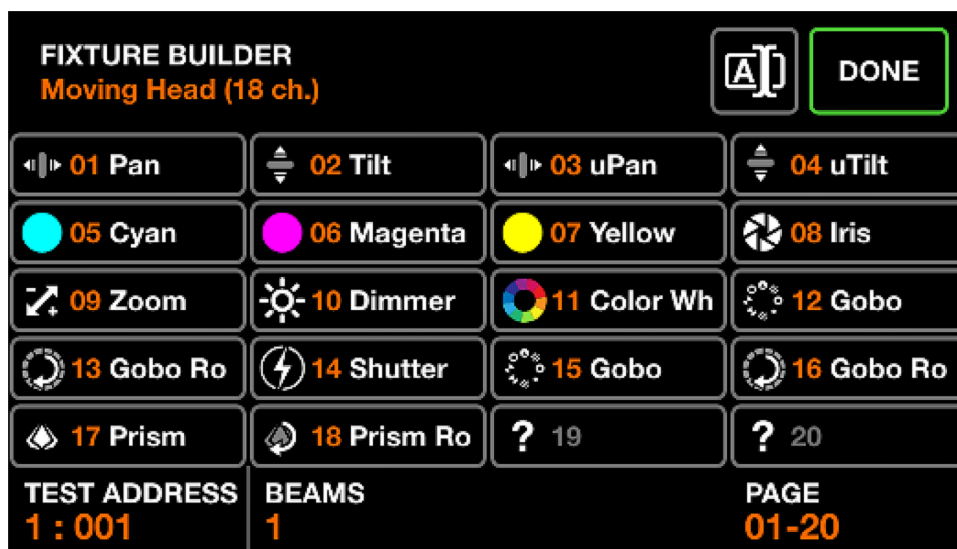 FIXTURE BUILDER
Moving Head (18 ch.)
A
DONE
01 Pan
02 Tilt
03 uPan
04 uTilt
05 Cyan
06 Magenta
07 Yellow
08 Iris
09 Zoom
10 Dimmer
11 Color Wh
12 Gobo
13 Gobo Ro
14 Shutter
15 Gobo
16 Gobo Ro
17 Prism
18 Prism Ro
? 19
? 20
TEST ADDRESS
1 : 001
BEAMS
1
PAGE
01-20